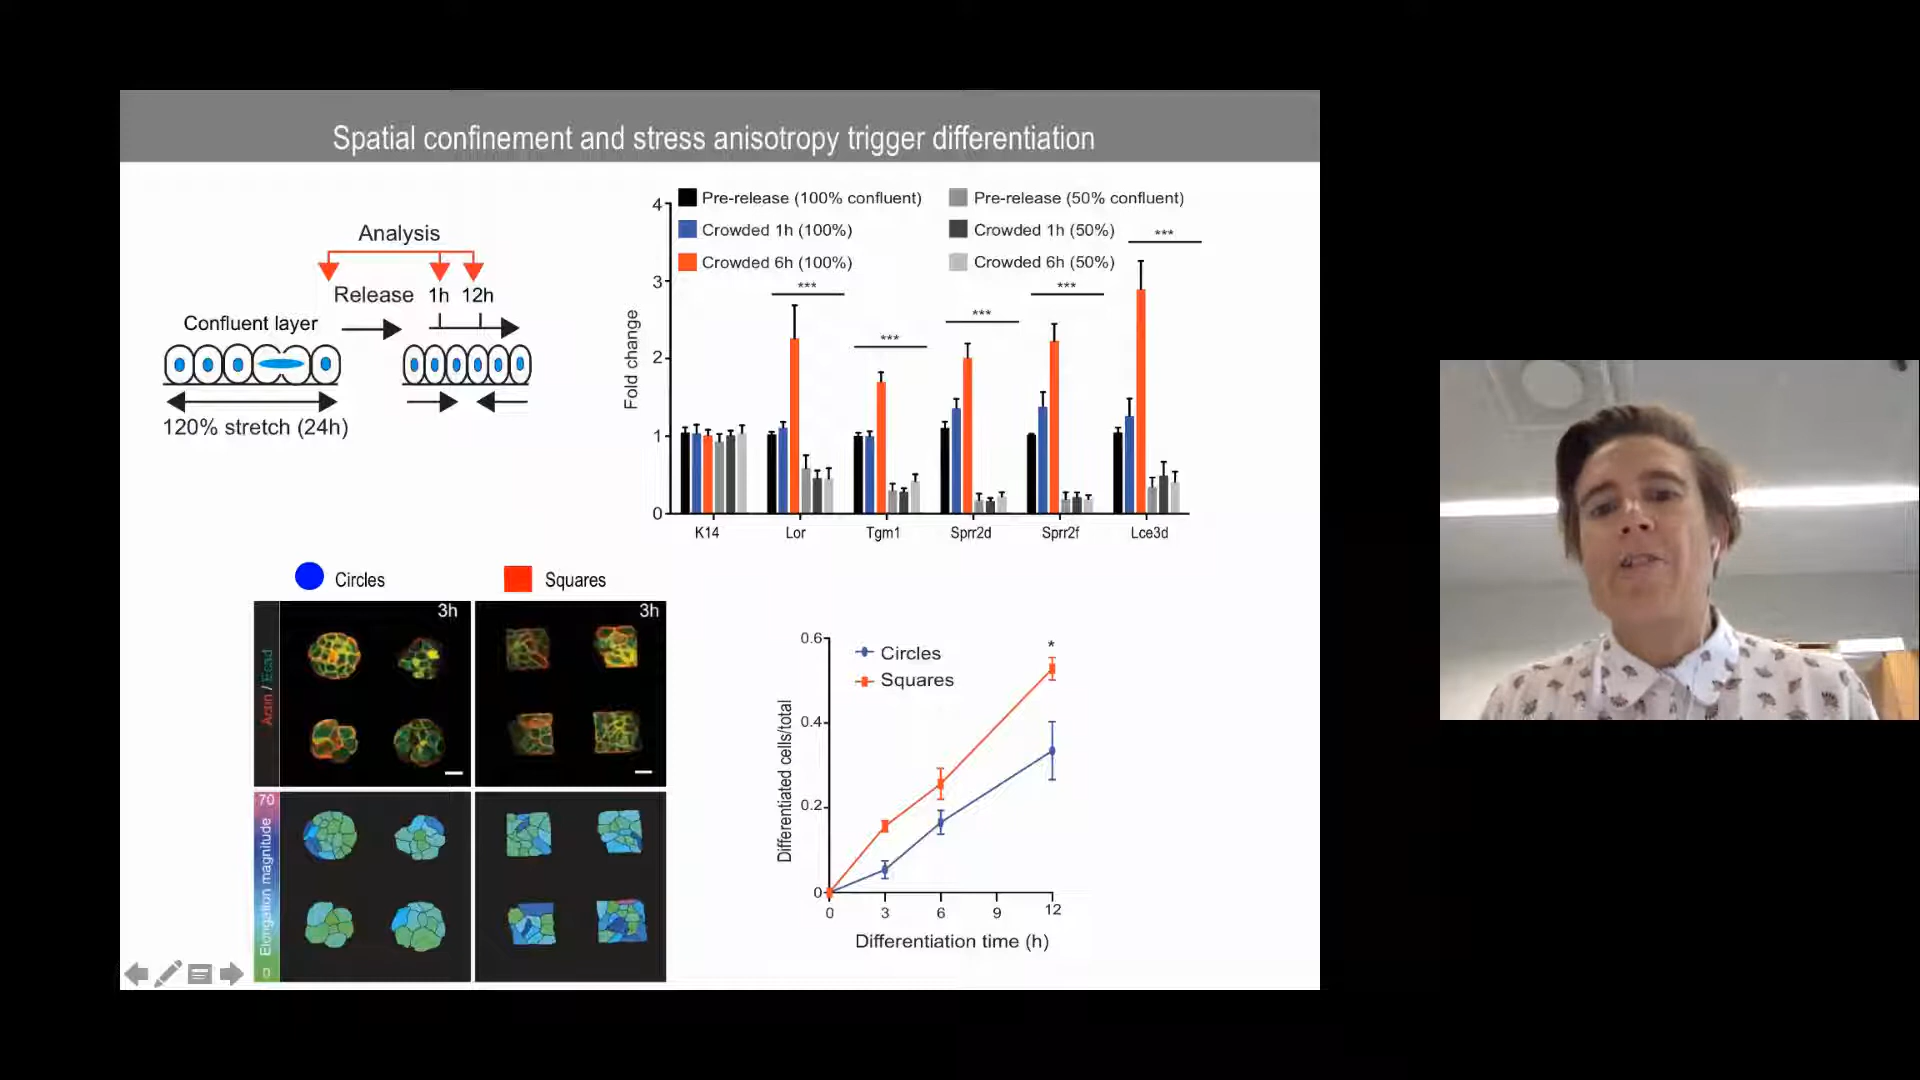 Spatial confinement and stress anisotropy trigger differentiation
Analysis
Release 1h 12h
Confluent layer
120% stretch (24h)
Pre-release (100% confluent)
Crowded 1h (100%)
Crowded 6h (100%)
Pre-release (50% confluent)
Crowded 1h (50%)
Crowded 6h (50%)
Fold change
4
3
2
1
0
***
***
***
***
***
K14 Lor Tgm1 Sprr2d Sprr2f Lce3d
Circles
Squares
3h
3h
Actin / Ecad
70
Elongation magnitude
0
Differentiated cells/total
0.6
0.4
0.2
0
Circles
Squares
*
0 3 6 9 12
Differentiation time (h)